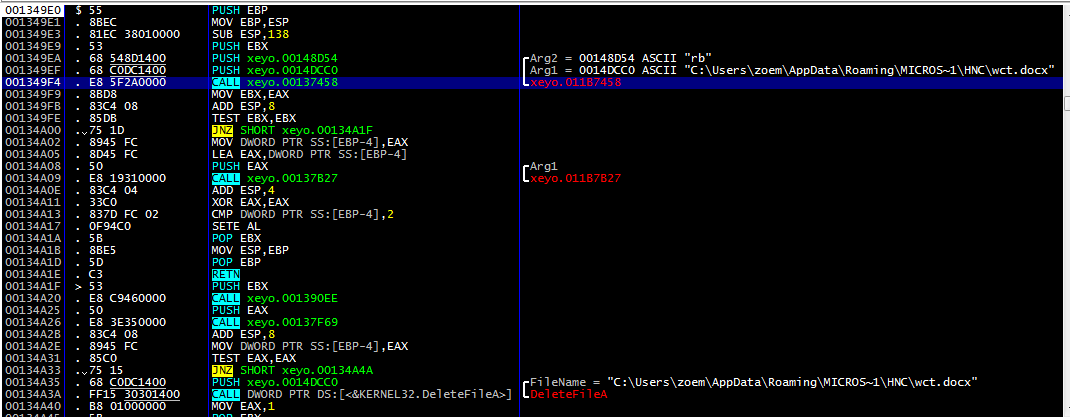 001349E0 $ 55 PUSH EBP
001349E1 . 8BEC MOV EBP,ESP
001349E3 . 81EC 38010000 SUB ESP,138
001349E9 . 53 PUSH EBX
001349EA . 68 548D1400 PUSH xeyo.00148D54 Arg2 = 00148D54 ASCII "rb"
001349EF . 68 C0DC1400 PUSH xeyo.0014DCC0 Arg1 = 0014DCC0 ASCII "C:\Users\zoem\AppData\Roaming\MICROS~1\HNC\wct.docx"
001349F4 . E8 5F2A0000 CALL xeyo.00137458 xeyo.011B7458
001349F9 . 8BD8 MOV EBX,EAX
001349FB . 83C4 08 ADD ESP,8
001349FE . 85DB TEST EBX,EBX
00134A00 .v 75 1D JNZ SHORT xeyo.00134A1F
00134A02 . 8945 FC MOV DWORD PTR SS:[EBP-4],EAX
00134A05 . 8D45 FC LEA EAX,DWORD PTR SS:[EBP-4]
00134A08 . 50 PUSH EAX Arg1
00134A09 . E8 19310000 CALL xeyo.00137B27 xeyo.011B7B27
00134A0E . 83C4 04 ADD ESP,4
00134A11 . 33C0 XOR EAX,EAX
00134A13 . 837D FC 02 CMP DWORD PTR SS:[EBP-4],2
00134A17 . 0F94C0 SETE AL
00134A1A . 5B POP EBX
00134A1B . 8BE5 MOV ESP,EBP
00134A1D . 5D POP EBP
00134A1E . C3 RETN
00134A1F > 53 PUSH EBX
00134A20 . E8 C9460000 CALL xeyo.001390EE
00134A25 . 50 PUSH EAX
00134A26 . E8 3E350000 CALL xeyo.00137F69
00134A2B . 83C4 08 ADD ESP,8
00134A2E . 8945 FC MOV DWORD PTR SS:[EBP-4],EAX
00134A31 . 85C0 TEST EAX,EAX
00134A33 .v 75 15 JNZ SHORT xeyo.00134A4A
00134A35 . 68 C0DC1400 PUSH xeyo.0014DCC0 FileName = "C:\Users\zoem\AppData\Roaming\MICROS~1\HNC\wct.docx"
00134A3A . FF15 30301400 CALL DWORD PTR DS:[<&KERNEL32.DeleteFileA>] DeleteFileA
00134A40 . B8 01000000 MOV EAX,1